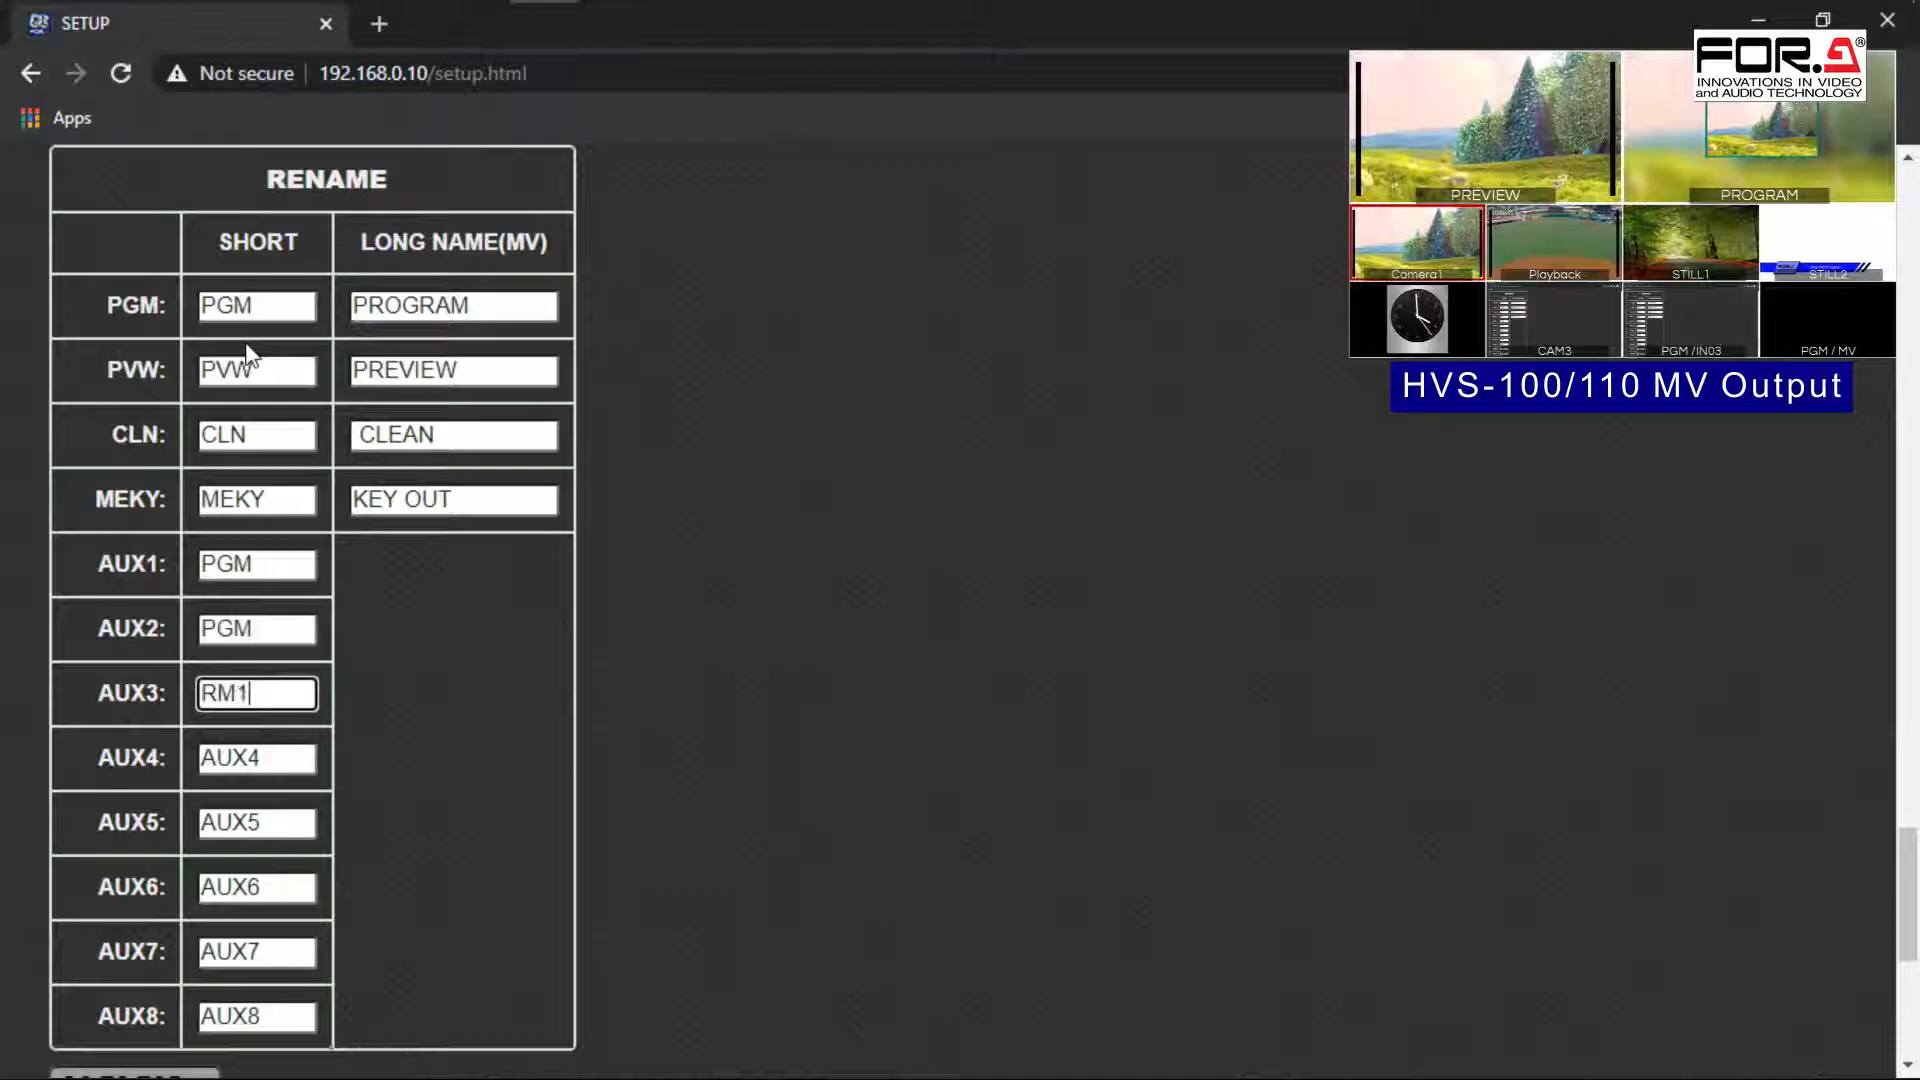 SETUP
Not secure
192.168.0.10/setup.html
Apps
RENAME
SHORT LONG NAME(MV)
PGM: PGM PROGRAM
PVW: PVW PREVIEW
CLN: CLN CLEAN
MEKY: MEKY KEY OUT
AUX1: PGM
AUX2: PGM
AUX3: RM1
AUX4: AUX4
AUX5: AUX5
AUX6: AUX6
AUX7: AUX7
AUX8: AUX8
FOR.A®
INNOVATIONS IN VIDEO
and AUDIO TECHNOLOGY
PREVIEW PROGRAM
Camera1 Playback STILL1 STILL2
CAM3 PGM /IN03 PGM / MV
HVS-100/110 MV Output